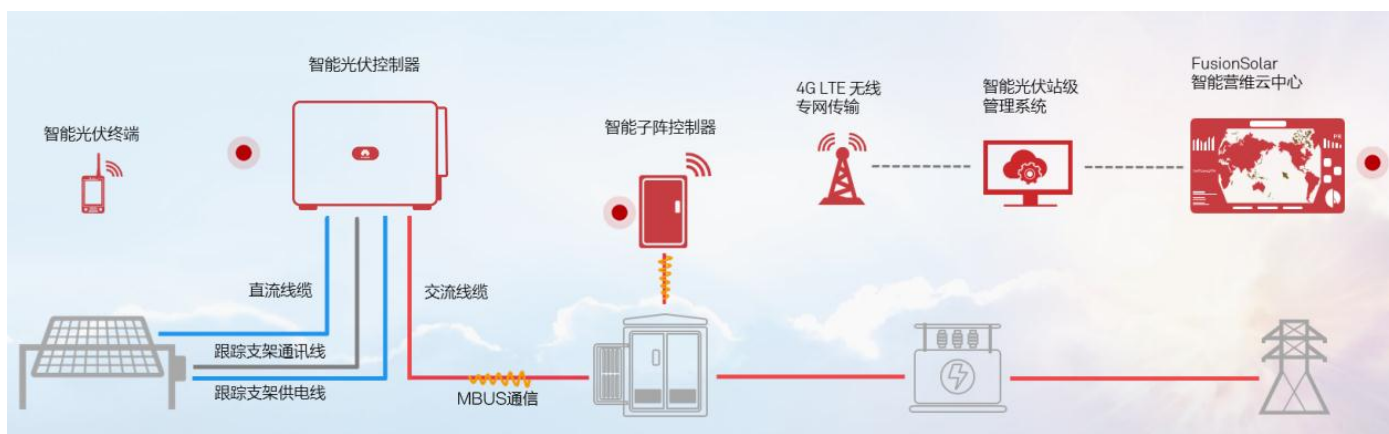 智能光伏终端
智能光伏控制器
智能子阵控制器
4G LTE 无线
专网传输
智能光伏站级
管理系统
FusionSolar
智能营维云中心
直流线缆
交流线缆
跟踪支架通讯线
跟踪支架供电线
MBUS通信